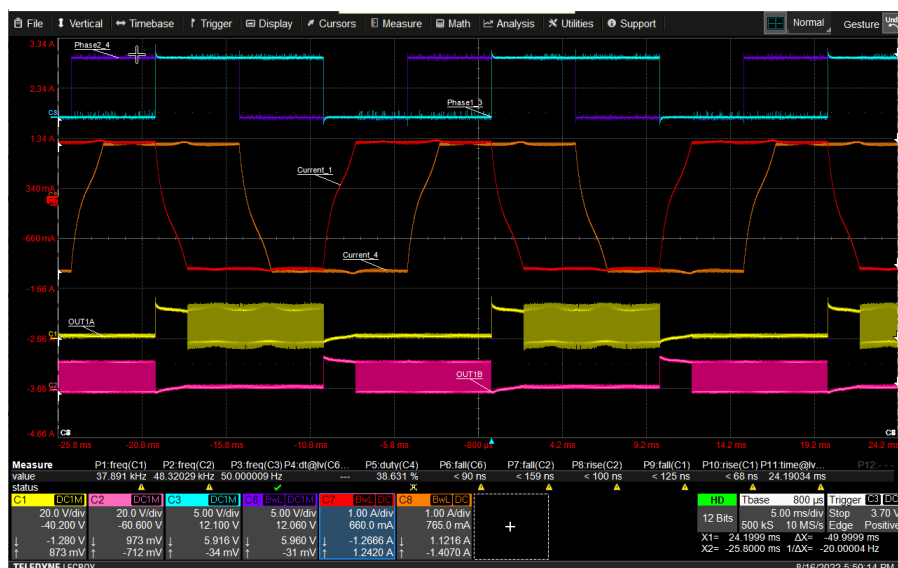 File Vertical Timebase Trigger Display Cursors Measure Math Analysis Utilities Support Normal Gesture Undo
3.34 A
Phase2_4
2.34 A
C3
Phase1_3
1.34 A
Current_1
340 mA
-660 mA
Current_4
-1.66 A
OUT1A
C1
-2.66 A
OUT1B
-3.66 A
C2
-4.66 A
-25.8 ms -20.8 ms -15.8 ms -10.8 ms -5.8 ms -800 µs 4.2 ms 9.2 ms 14.2 ms 19.2 ms 24.2 ms
Measure P1:freq(C1) P2:freq(C2) P3:freq(C3) P4:dt@lv(C6... P5:duty(C4) P6:fall(C6) P7:fall(C2) P8:rise(C2) P9:fall(C1) P10:rise(C1) P11:time@lv... P12:---
value 37.891 kHz 48.32029 kHz 50.000009 Hz --- 38.631 % < 90 ns < 159 ns < 100 ns < 125 ns < 68 ns 24.19034 ms
status
C1 DC1M C2 DC1M C3 DC1M C6 BwL DC1M C7 BwL DC C8 BwL DC HD Tbase 800 µs Trigger C3 DC
20.0 V/div 20.0 V/div 5.00 V/div 5.00 V/div 1.00 A/div 1.00 A/div 12 Bits 5.00 ms/div Stop 3.70 V
-40.200 V -60.600 V 12.100 V 12.060 V 660.0 mA 765.0 mA 500 kS 10 MS/s Edge Positive
↓ -1.280 V ↓ 973 mV ↓ 5.916 V ↓ 5.960 V ↓ -1.2666 A ↓ 1.1216 A X1= 24.1999 ms ΔX= -49.9999 ms
↑ 873 mV ↑ -712 mV ↑ -34 mV ↑ -31 mV ↑ 1.2420 A ↑ -1.4070 A X2= -25.8000 ms 1/ΔX= -20.00004 Hz
TELEDYNE LECROY 8/16/2022 5:59:14 PM